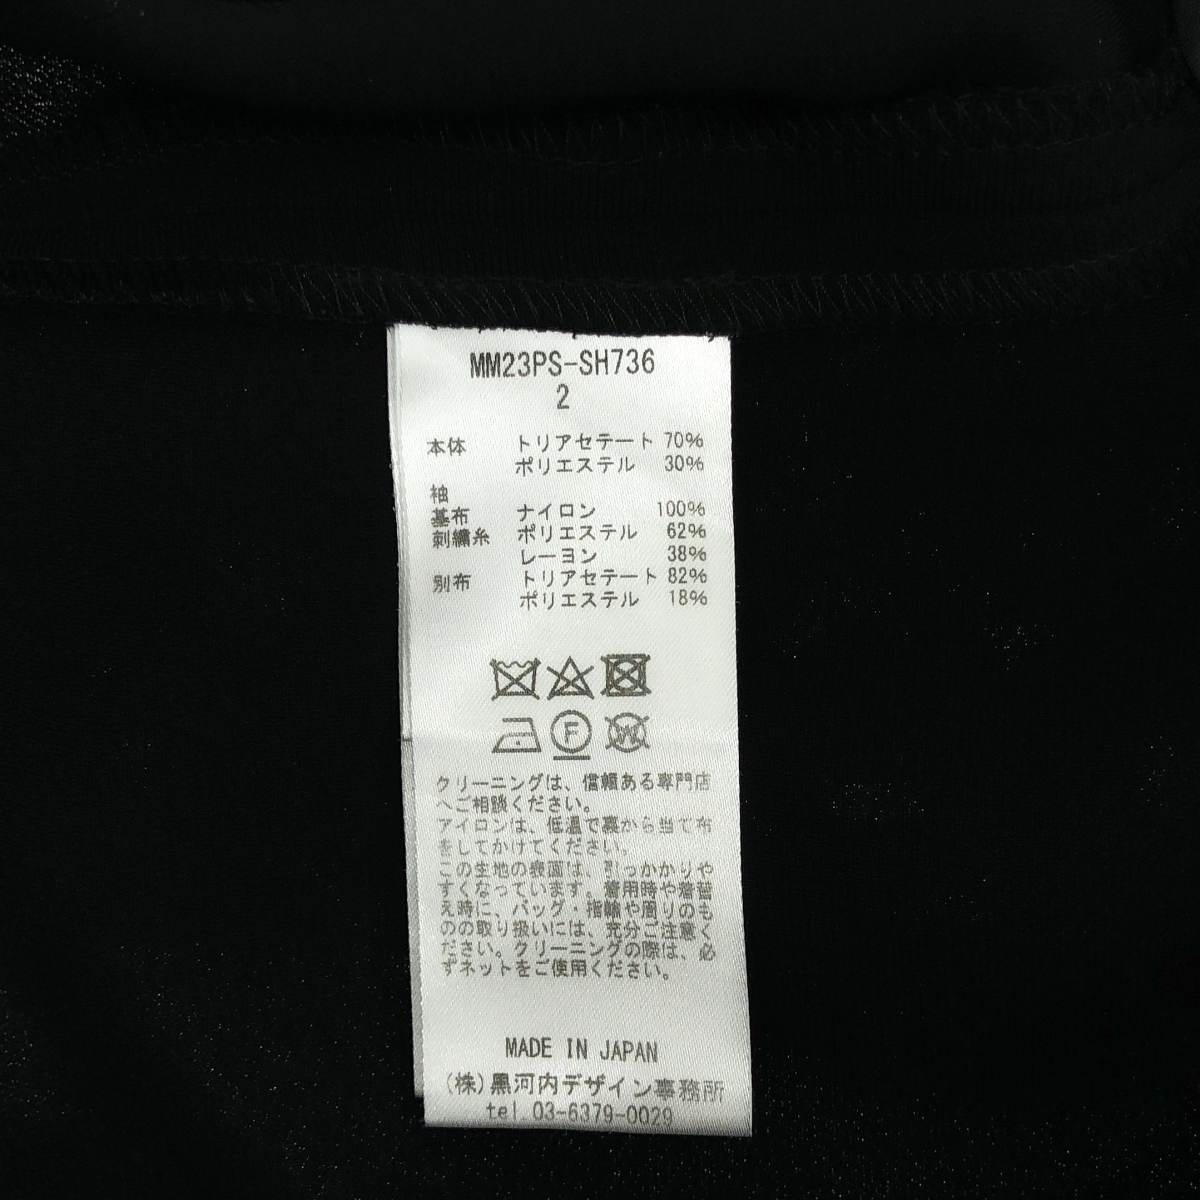 MM23PS-SH736
2
本体 トリアセテート 70%
ポリエステル 30%
袖
基布 ナイロン 100%
刺繍糸 ポリエステル 62%
レーヨン 38%
別布 トリアセテート 82%
ポリエステル 18%
F
W
クリーニングは、信頼ある専門店
へご相談ください。
アイロンは、低温で裏から当て布
をしてかけてください。
この生地の表面は、引っかかりや
すくなっています。着用時や着替
え時に、バッグ・指輪や周りのも
のの取り扱いには、充分ご注意く
ださい。クリーニングの際は、必
ずネットをご使用ください。
MADE IN JAPAN
(株)黒河内デザイン事務所
tel.03-6379-0029